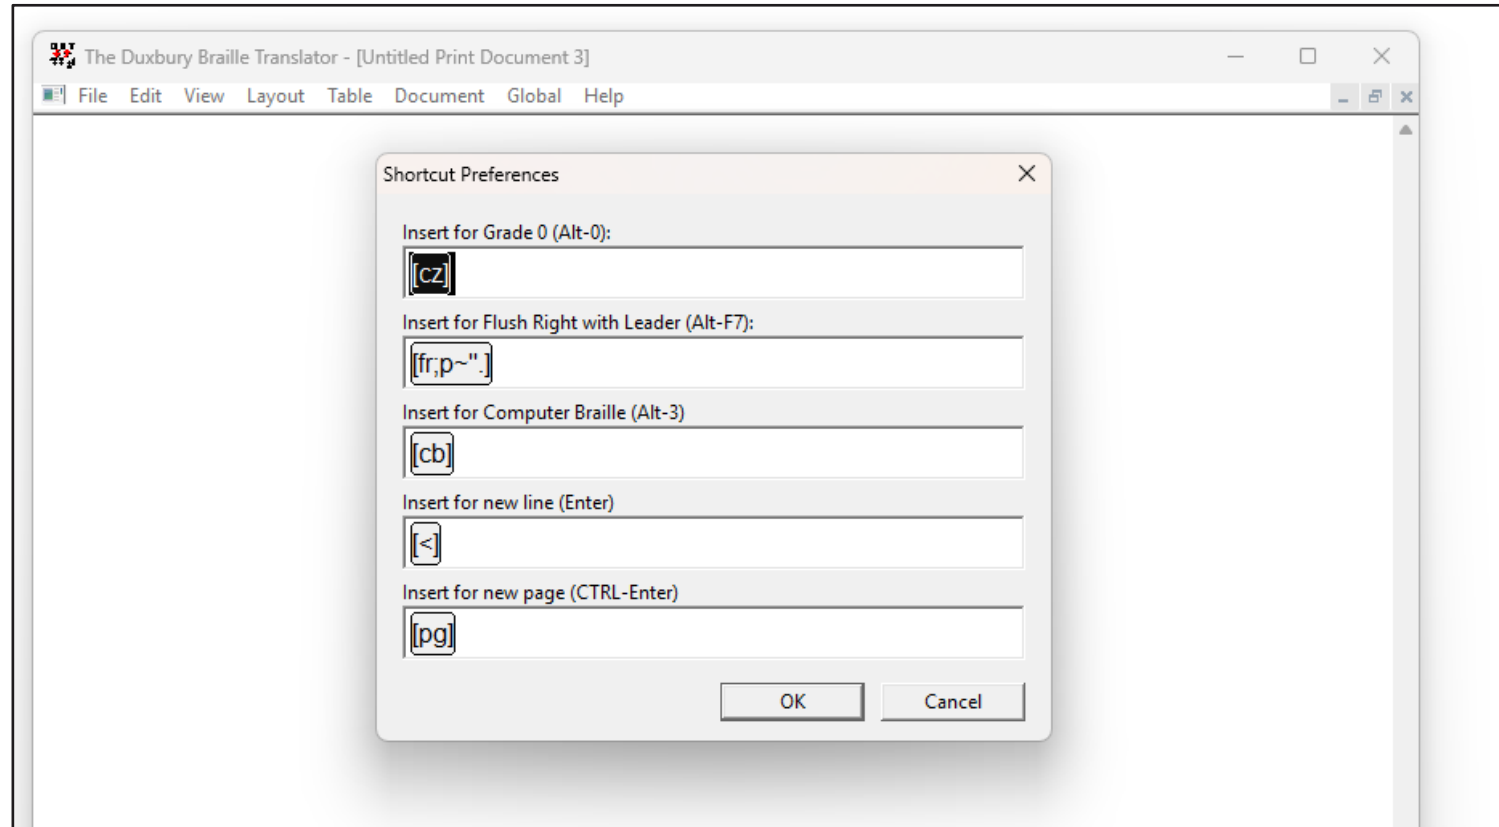 The Duxbury Braille Translator - [Untitled Print Document 3]
File Edit View Layout Table Document Global Help
Shortcut Preferences
Insert for Grade 0 (Alt-0):
[cz]
Insert for Flush Right with Leader (Alt-F7):
[fr;p~".]
Insert for Computer Braille (Alt-3)
[cb]
Insert for new line (Enter)
[<]
Insert for new page (CTRL-Enter)
[pg]
OK Cancel